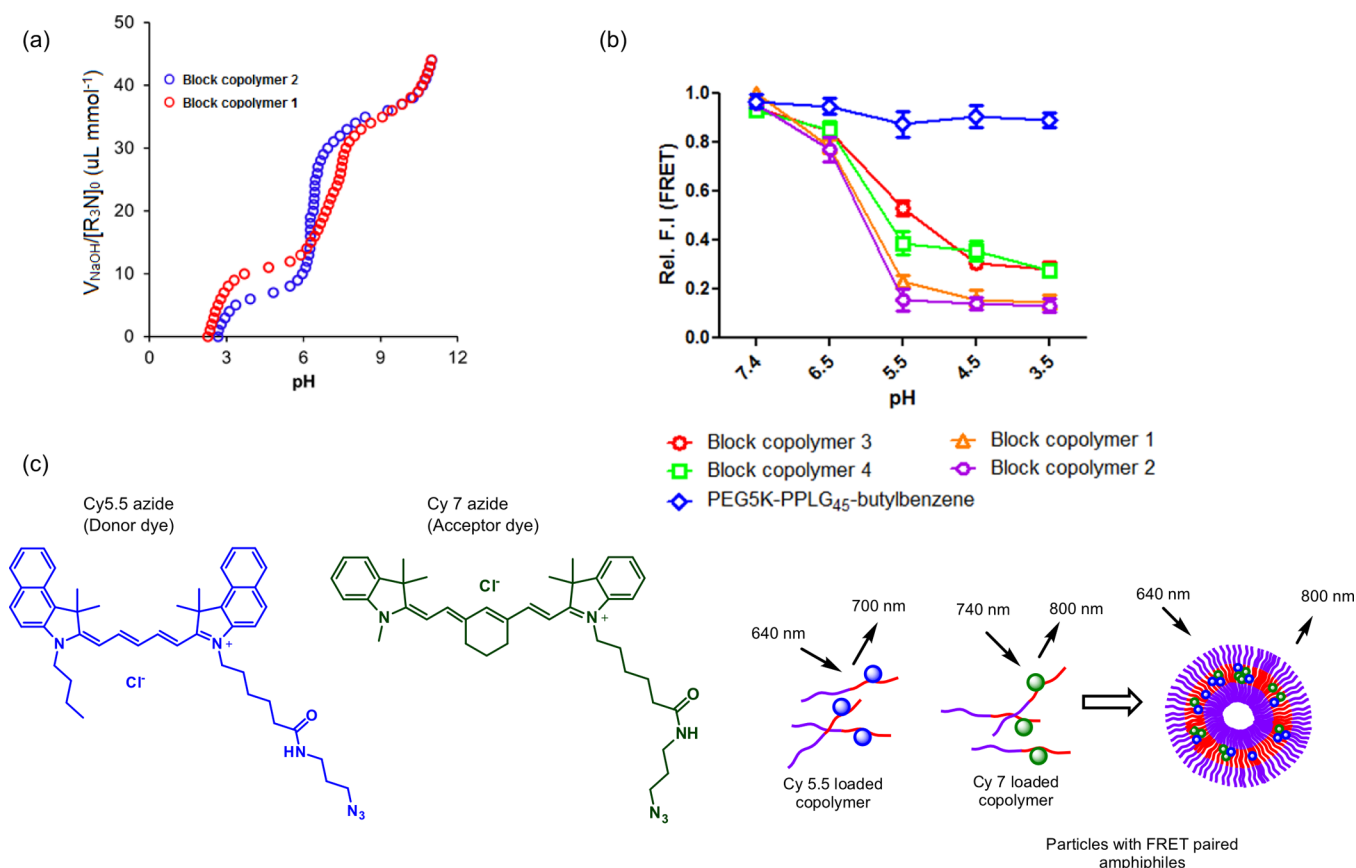 (a)
50
40
30
20
10
0
V_NaOH/[R₃N]₀ (uL mmol⁻¹)
Block copolymer 2
Block copolymer 1
0
3
6
9
12
pH
(b)
1.0
0.8
0.6
0.4
0.2
0.0
Rel. F.I (FRET)
7.4
6.5
5.5
4.5
3.5
pH
Block copolymer 3
Block copolymer 1
Block copolymer 4
Block copolymer 2
PEG5K-PPLG₄₅-butylbenzene
(c)
Cy5.5 azide
(Donor dye)
N
N
+
Cl⁻
O
HN
N₃
Cy 7 azide
(Acceptor dye)
Cl⁻
N
N
+
O
NH
N₃
640 nm
700 nm
Cy 5.5 loaded
copolymer
740 nm
800 nm
Cy 7 loaded
copolymer
640 nm
800 nm
Particles with FRET paired
amphiphiles